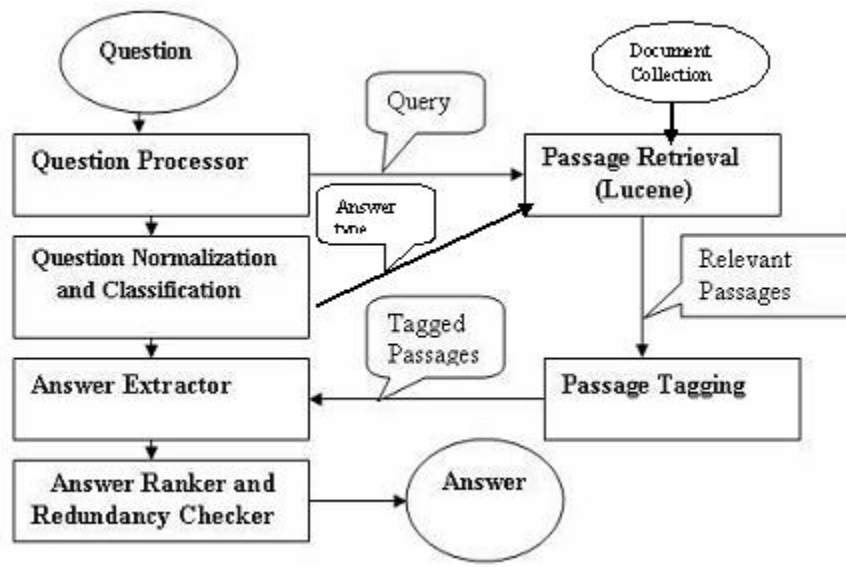 Question
Document
Collection
Query
Question Processor
Passage Retrieval
(Lucene)
Answer
type
Question Normalization
and Classification
Relevant
Passages
Tagged
Passages
Answer Extractor
Passage Tagging
Answer Ranker and
Redundancy Checker
Answer